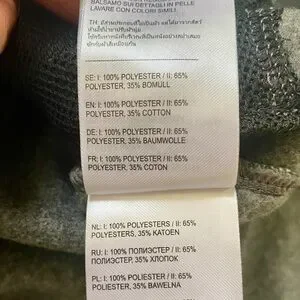 BALSAMO SUI DETTAGLI IN PELLE
LAVARE CON COLORI SIMILI.
SE: I: 100% POLYESTER / II: 65%
POLYESTER, 35% BOMULL
EN: I: 100% POLYESTER / II: 65%
POLYESTER, 35% COTTON
DE: I: 100% POLYESTER / II: 65%
POLYESTER, 35% BAUMWOLLE
FR: I: 100% POLYESTER / II: 65%
POLYESTER, 35% COTON
NL: I: 100% POLYESTERS / II: 65%
POLYESTERS, 35% KATOEN
RU: I: 100% ПОЛИЭСТЕР / II: 65%
ПОЛИЭСТЕР, 35% ХЛОПОК
PL: I: 100% POLIESTER / II: 65%
POLIESTER, 35% BAWEŁNA